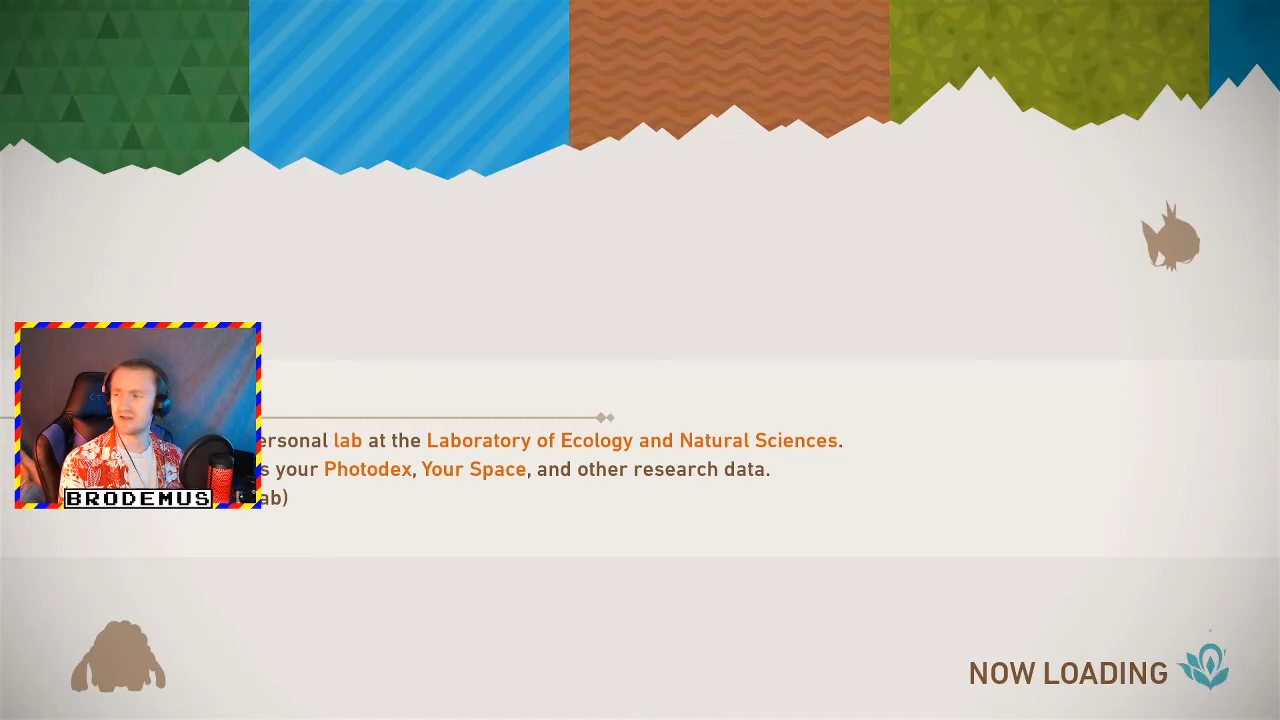 ersonal lab at the Laboratory of Ecology and Natural Sciences.
s your Photodex, Your Space, and other research data.
ab)
BRODEMUS
NOW LOADING